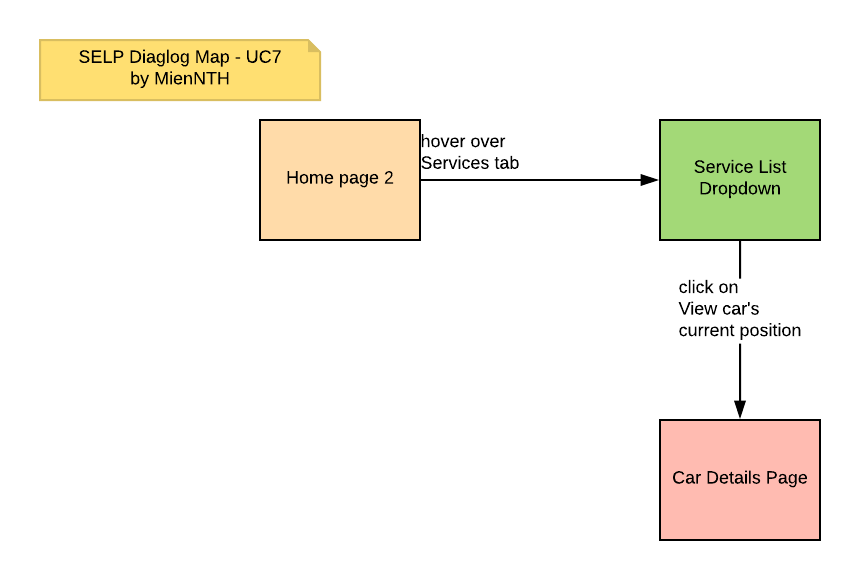 SELP Diaglog Map - UC7
by MienNTH
Home page 2
hover over
Services tab
Service List
Dropdown
click on
View car's
current position
Car Details Page